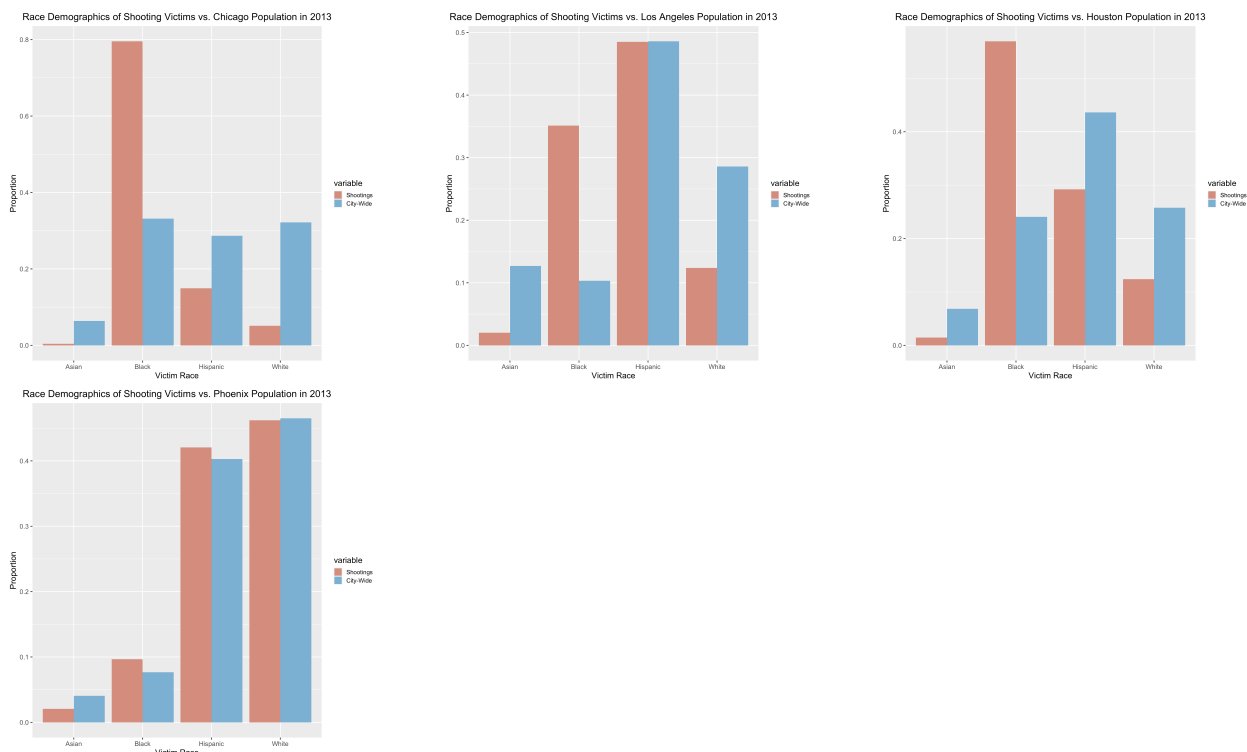 Race Demographics of Shooting Victims vs. Chicago Population in 2013
0.8
0.6
0.4
0.2
0.0
Proportion
Asian Black Hispanic White
Victim Race
variable
Shootings
City-Wide
Race Demographics of Shooting Victims vs. Los Angeles Population in 2013
0.5
0.4
0.3
0.2
0.1
0.0
Proportion
Asian Black Hispanic White
Victim Race
variable
Shootings
City-Wide
Race Demographics of Shooting Victims vs. Houston Population in 2013
0.4
0.2
0.0
Proportion
Asian Black Hispanic White
Victim Race
variable
Shootings
City-Wide
Race Demographics of Shooting Victims vs. Phoenix Population in 2013
0.4
0.3
0.2
0.1
0.0
Proportion
Asian Black Hispanic White
Victim Race
variable
Shootings
City-Wide